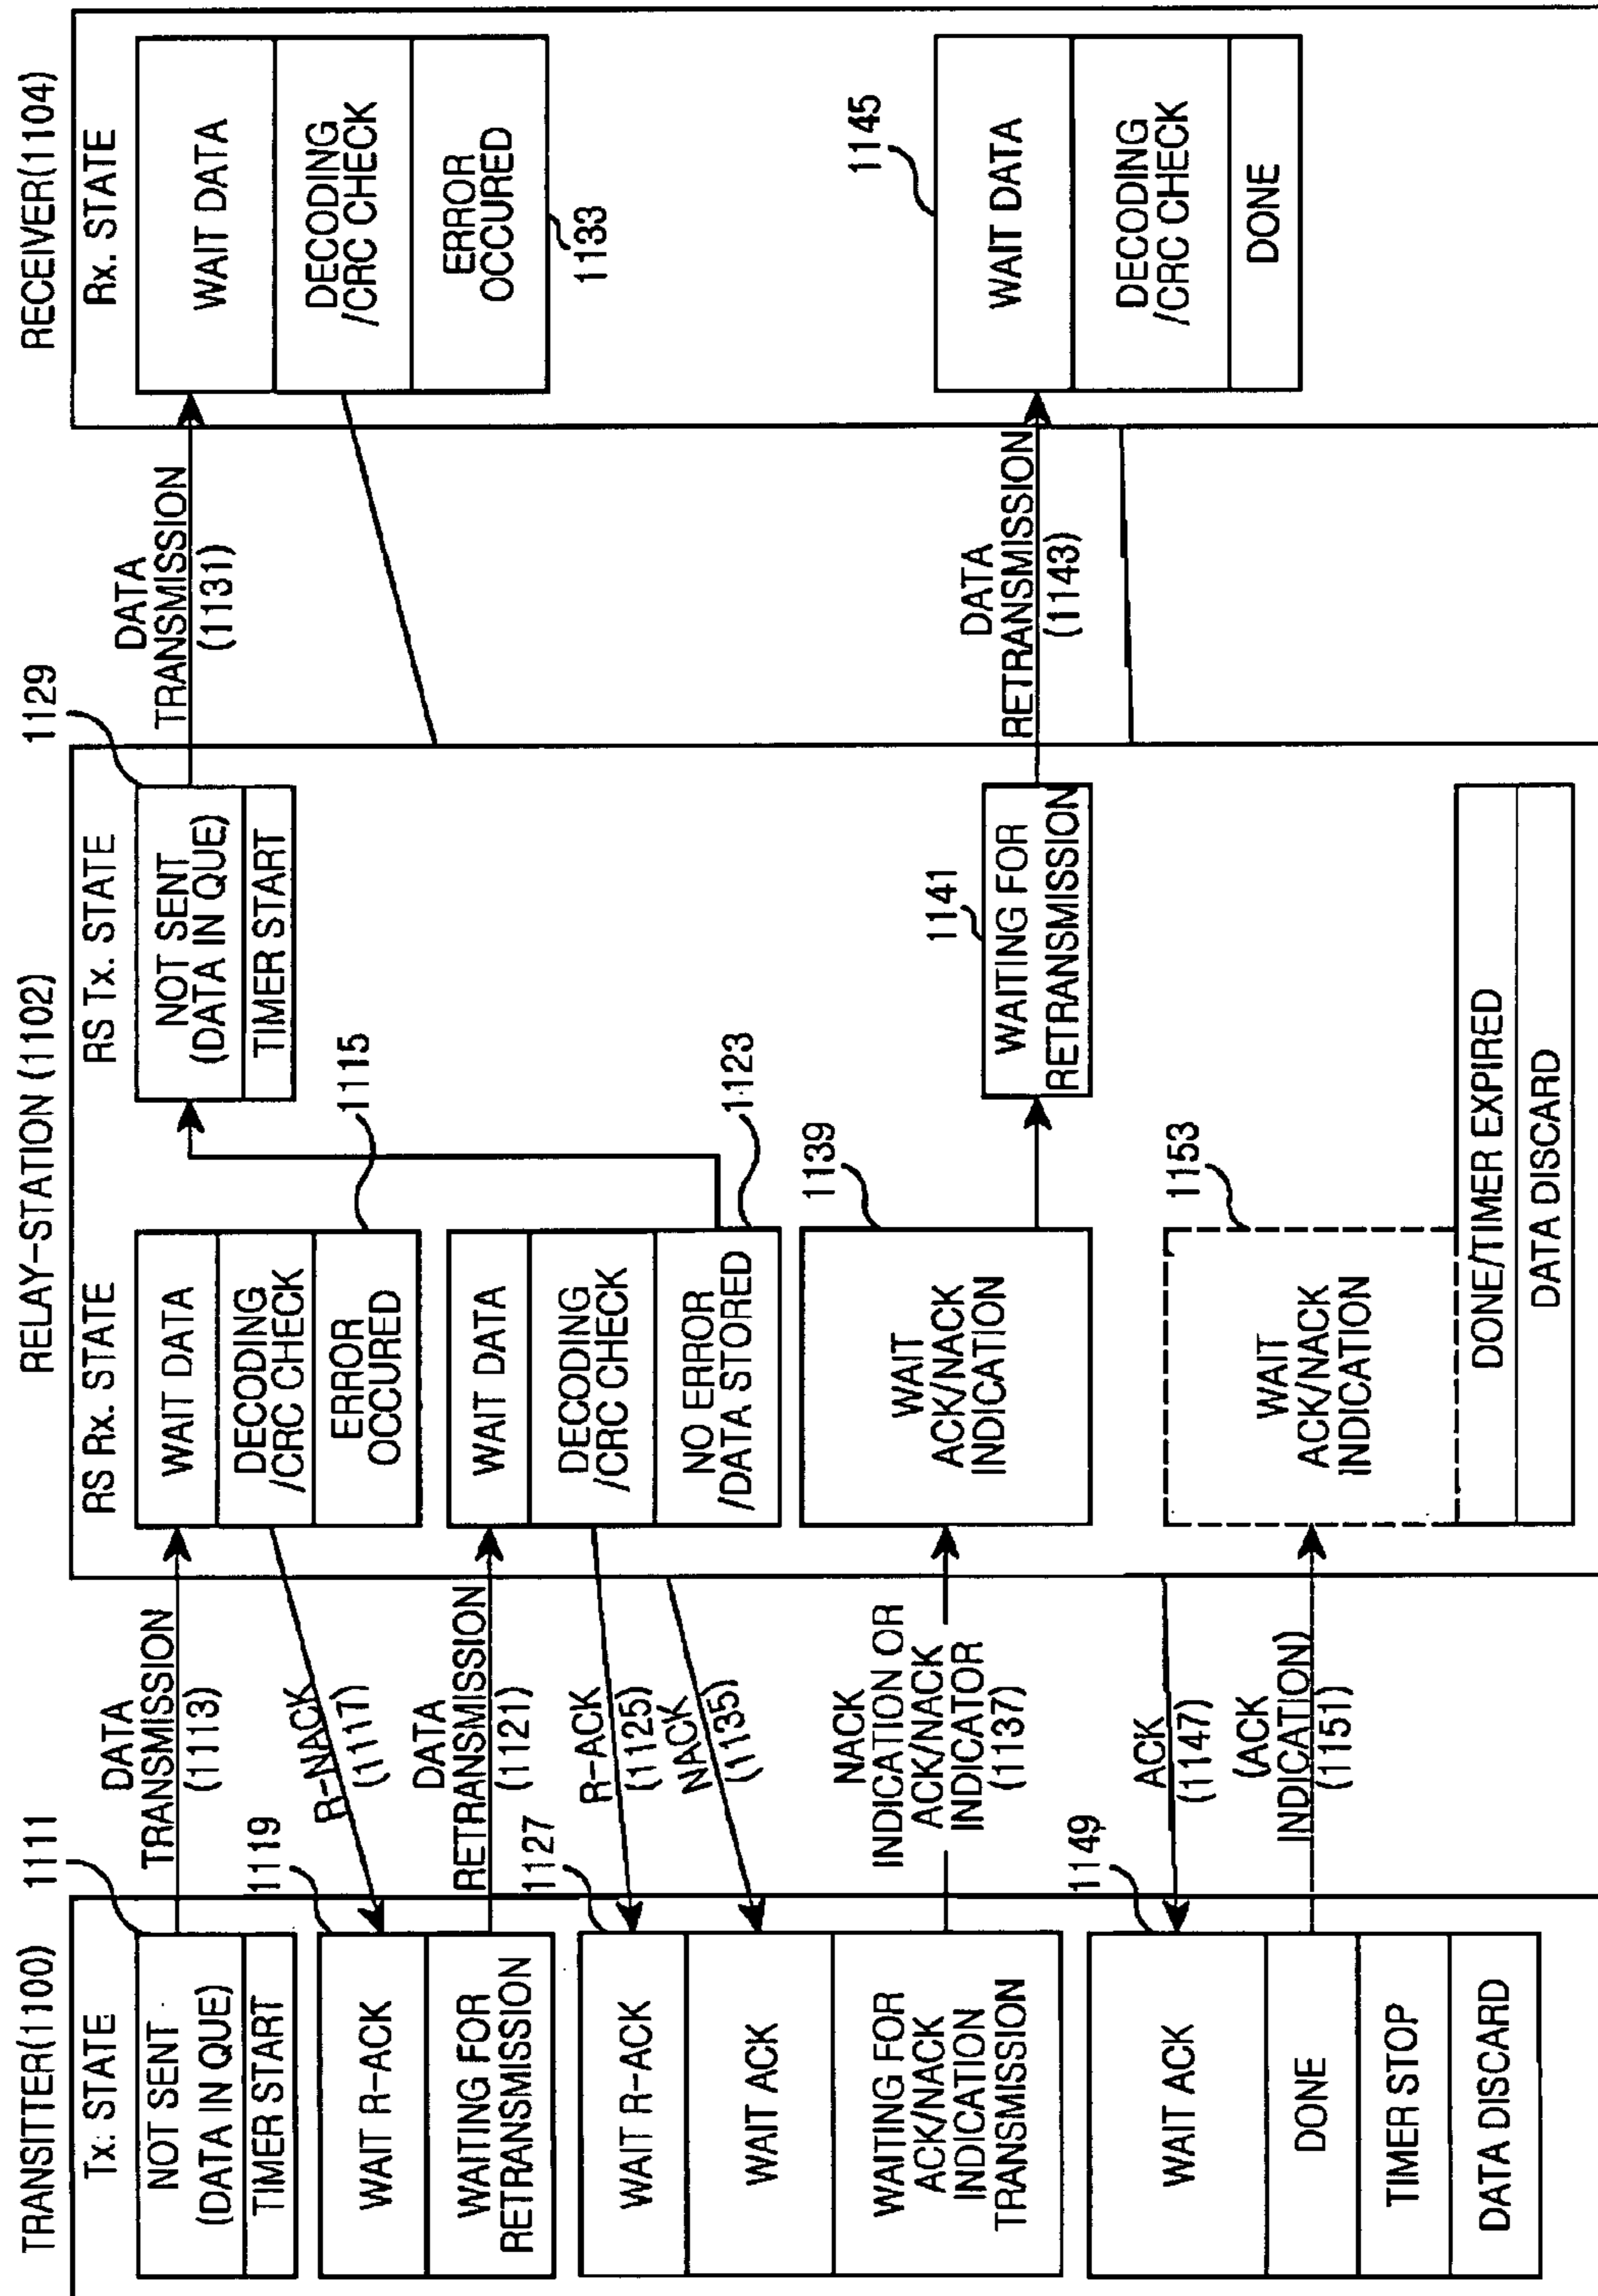 TRANSITTER(1100)
Tx. STATE
NOT SENT
(DATA IN QUE)
TIMER START
1111
WAIT R-ACK
WAITING FOR
RETRANSMISSION
1119
WAIT R-ACK
WAIT ACK
WAITING FOR
ACK/NACK
INDICATION
TRANSMISSION
1127
WAIT ACK
DONE
TIMER STOP
DATA DISCARD
1149
DATA
TRANSMISSION
(1113)
R-NACK
(1117)
DATA
RETRANSMISSION
(1121)
R-ACK
(1125)
NACK
(1135)
NACK
INDICATION OR
ACK/NACK
INDICATOR
(1137)
ACK
(1147)
(ACK
INDICATION)
(1151)
RELAY-STATION (1102)
RS Rx. STATE
WAIT DATA
DECODING
/CRC CHECK
ERROR
OCCURED
1115
WAIT DATA
DECODING
/CRC CHECK
NO ERROR
/DATA STORED
1123
WAIT
ACK/NACK
INDICATION
1139
WAIT
ACK/NACK
INDICATION
1153
DONE/TIMER EXPIRED
DATA DISCARD
RS Tx. STATE
NOT SENT
(DATA IN QUE)
TIMER START
1129
WAITING FOR
RETRANSMISSION
1141
DATA
TRANSMISSION
(1131)
DATA
RETRANSMISSION
(1143)
RECEIVER(1104)
Rx. STATE
WAIT DATA
DECODING
/CRC CHECK
ERROR
OCCURED
1133
WAIT DATA
DECODING
/CRC CHECK
DONE
1145